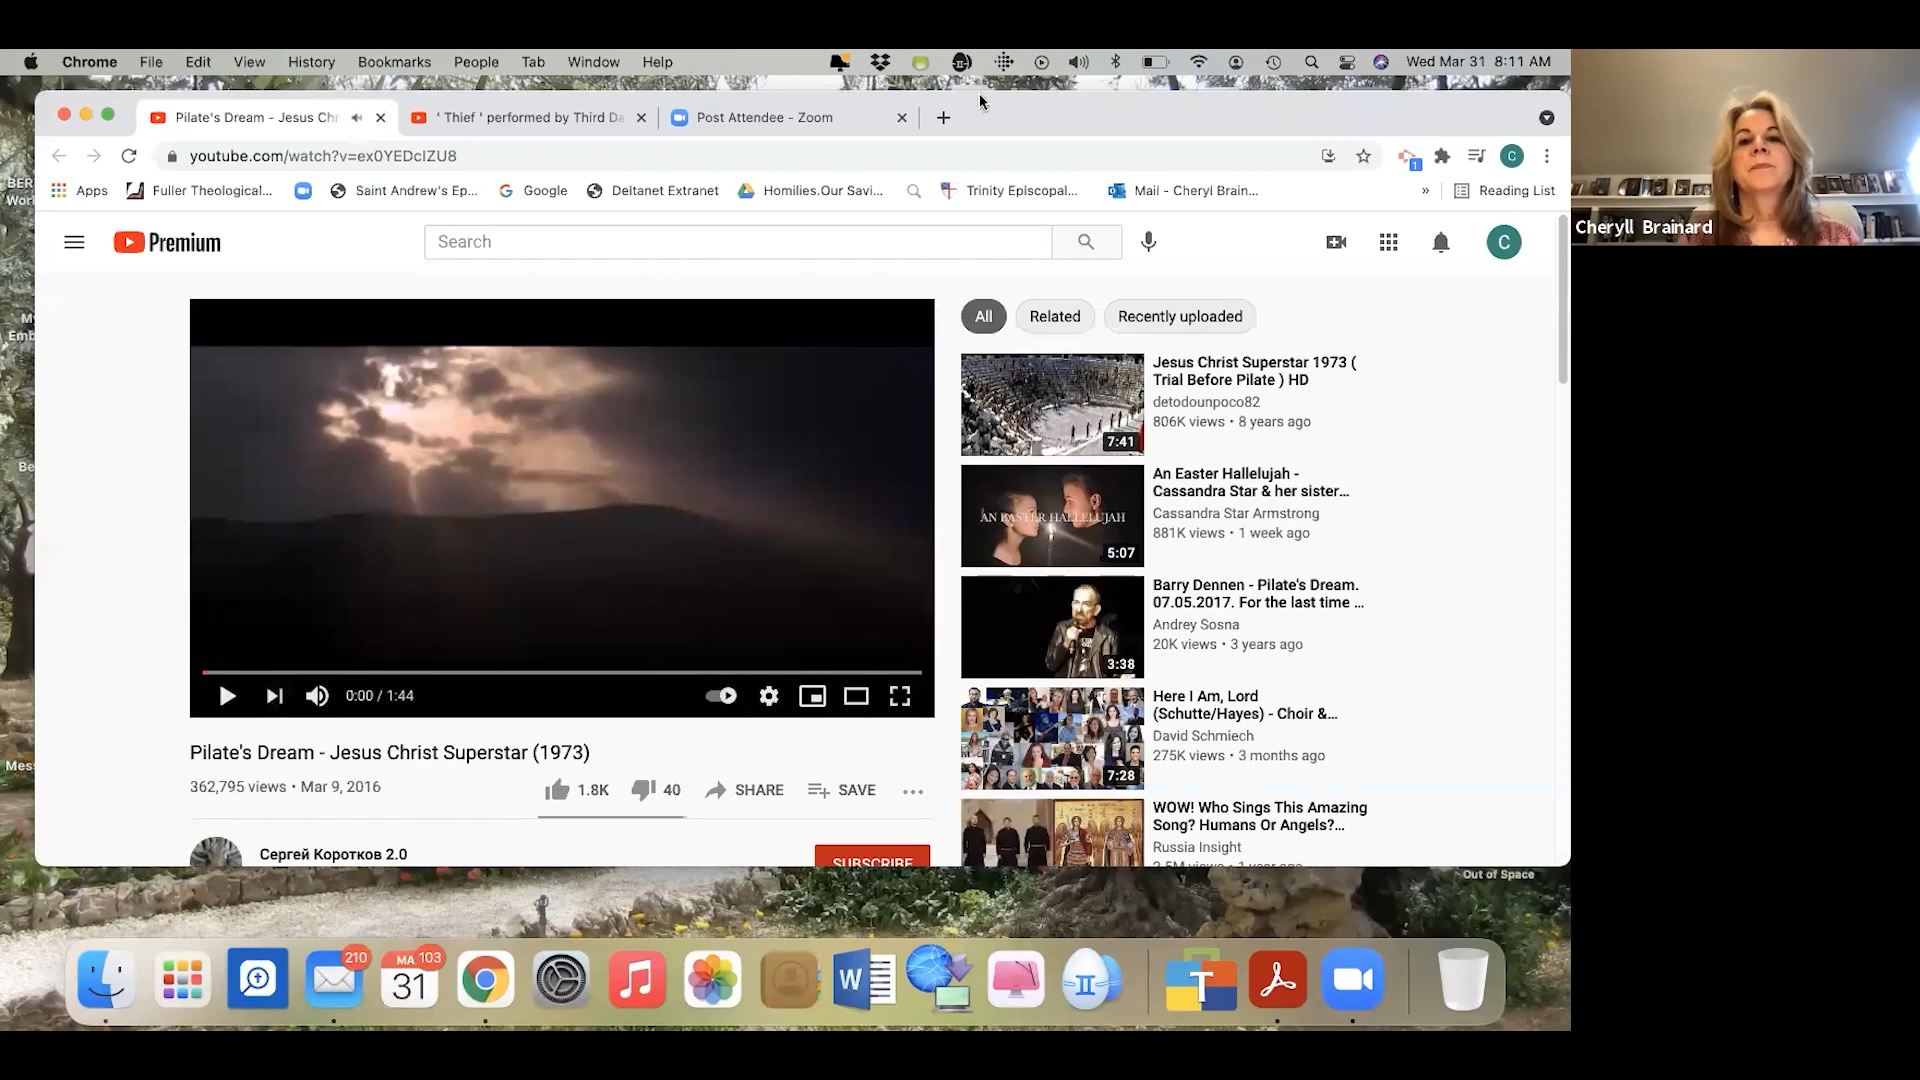 Chrome File Edit View History Bookmarks People Tab Window Help Wed Mar 31 8:11 AM
Pilate's Dream - Jesus Chr ' Thief ' performed by Third Da Post Attendee - Zoom
youtube.com/watch?v=ex0YEDcIZU8 1 C
Apps Fuller Theological... Saint Andrew's Ep... Google Deltanet Extranet Homilies.Our Savi... Trinity Episcopal... Mail - Cheryl Brain... » Reading List
Cheryll Brainard
Premium Search C
All Related Recently uploaded
Jesus Christ Superstar 1973 (
Trial Before Pilate ) HD
detodounpoco82
806K views • 8 years ago
7:41
An Easter Hallelujah -
Cassandra Star & her sister...
Cassandra Star Armstrong
881K views • 1 week ago
AN EASTER HALLELUJAH
5:07
Barry Dennen - Pilate's Dream.
07.05.2017. For the last time ...
Andrey Sosna
20K views • 3 years ago
3:38
Here I Am, Lord
(Schutte/Hayes) - Choir &...
David Schmiech
275K views • 3 months ago
7:28
WOW! Who Sings This Amazing
Song? Humans Or Angels?...
Russia Insight
2.5M views • 1 year ago
0:00 / 1:44
Pilate's Dream - Jesus Christ Superstar (1973)
362,795 views • Mar 9, 2016 1.8K 40 SHARE SAVE ...
Сергей Коротков 2.0
SUBSCRIBE
Out of Space
210 MA 103
31 W T